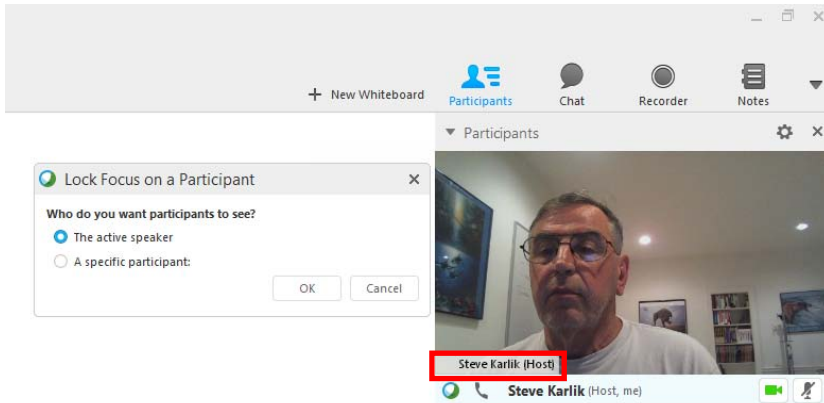 + New Whiteboard
Participants
Chat
Recorder
Notes
Participants
Lock Focus on a Participant
Who do you want participants to see?
The active speaker
A specific participant:
OK
Cancel
Steve Karlik (Host)
Steve Karlik (Host, me)